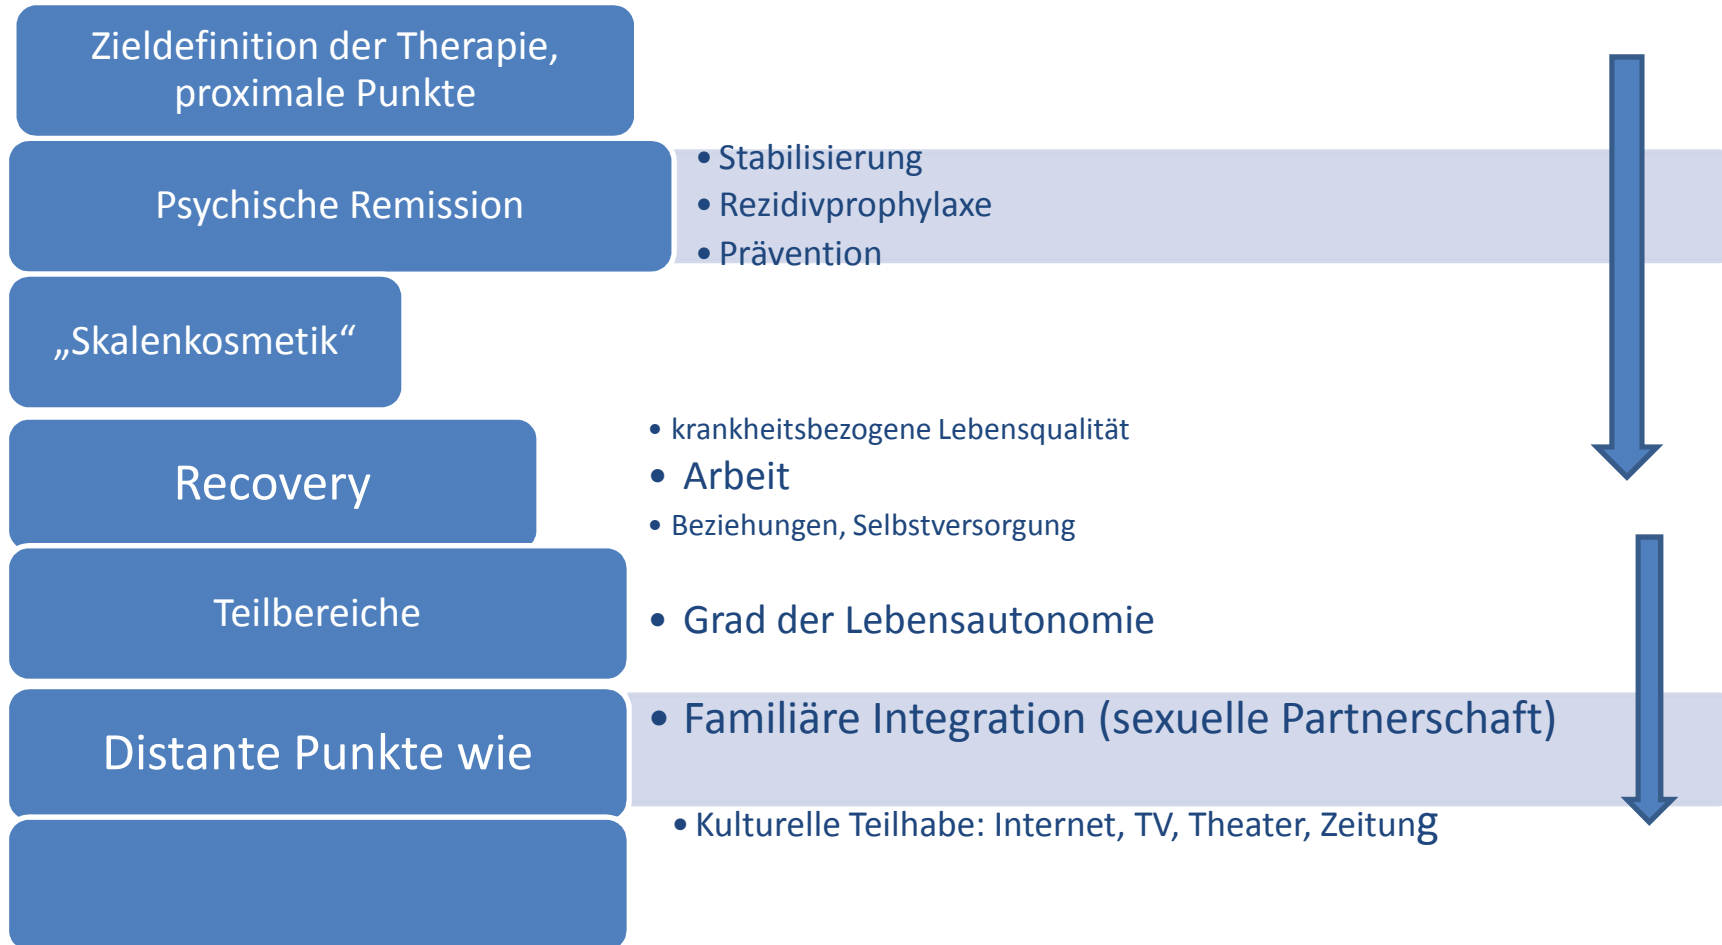 Zieldefinition der Therapie,
proximale Punkte
Psychische Remission
• Stabilisierung
• Rezidivprophylaxe
• Prävention
„Skalenkosmetik“
Recovery
• krankheitsbezogene Lebensqualität
• Arbeit
• Beziehungen, Selbstversorgung
Teilbereiche
• Grad der Lebensautonomie
Distante Punkte wie
• Familiäre Integration (sexuelle Partnerschaft)
• Kulturelle Teilhabe: Internet, TV, Theater, Zeitung